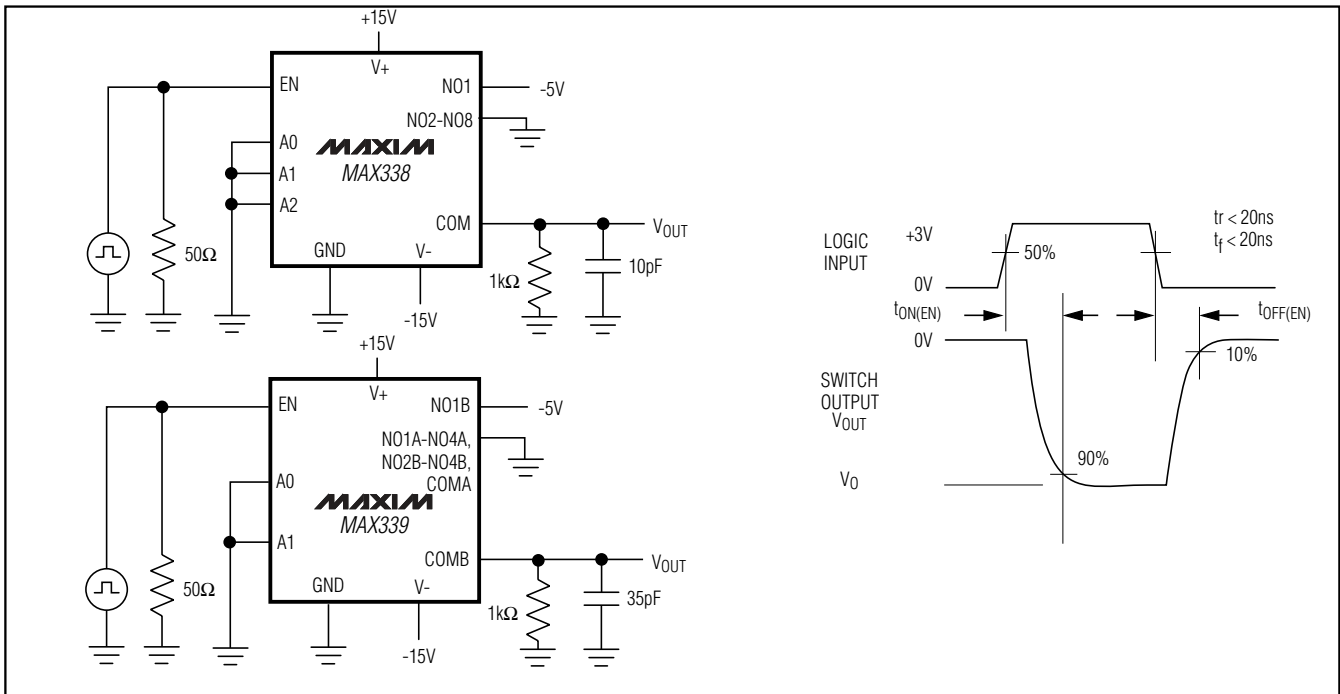 +15V
V+
EN
NO1
-5V
NO2-NO8
A0
MAXIM
MAX338
A1
A2
COM
VOUT
GND
V-
50Ω
1kΩ
10pF
-15V
+15V
V+
EN
NO1B
-5V
NO1A-NO4A,
NO2B-NO4B,
COMA
A0
MAXIM
MAX339
A1
COMB
VOUT
GND
V-
50Ω
1kΩ
35pF
-15V
LOGIC
INPUT
+3V
50%
tr < 20ns
tf < 20ns
0V
tON(EN)
tOFF(EN)
0V
10%
SWITCH
OUTPUT
VOUT
90%
VO